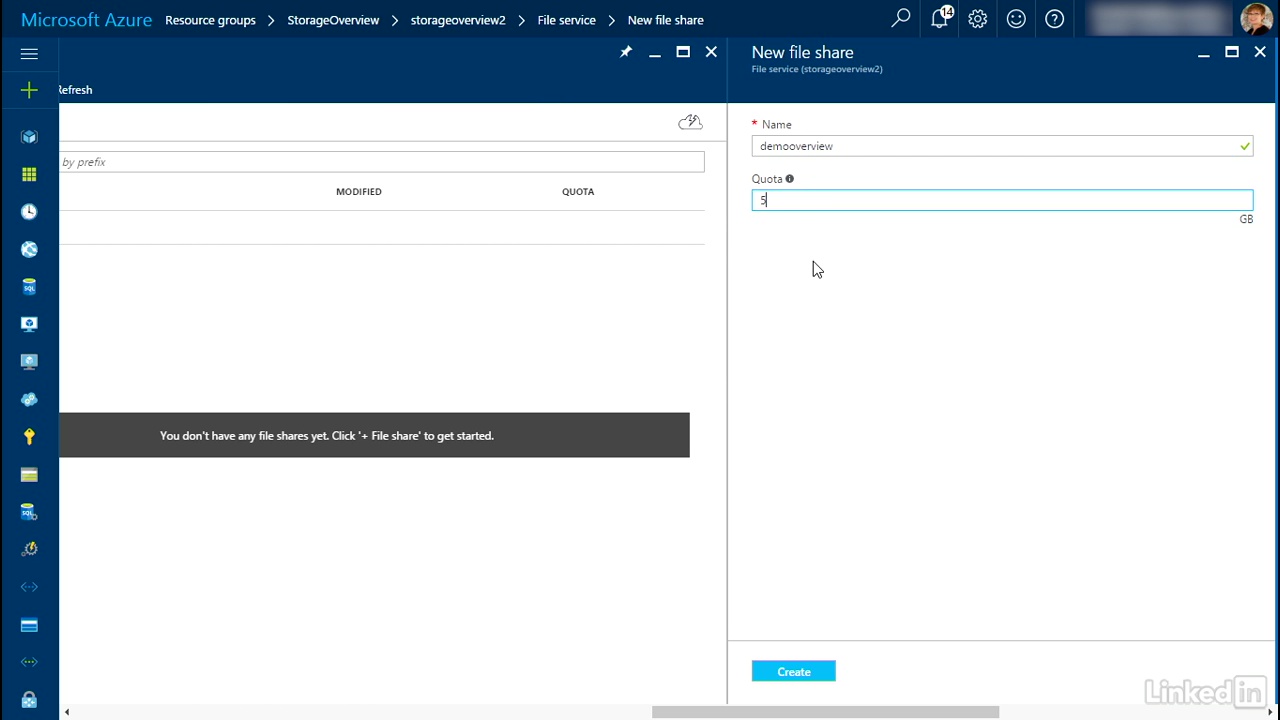 Microsoft Azure Resource groups > StorageOverview > storageoverview2 > File service > New file share
14
New file share
File service (storageoverview2)
Refresh
* Name
demooverview
by prefix
Quota
MODIFIED QUOTA
5
GB
You don't have any file shares yet. Click '+ File share' to get started.
Create
Linked in